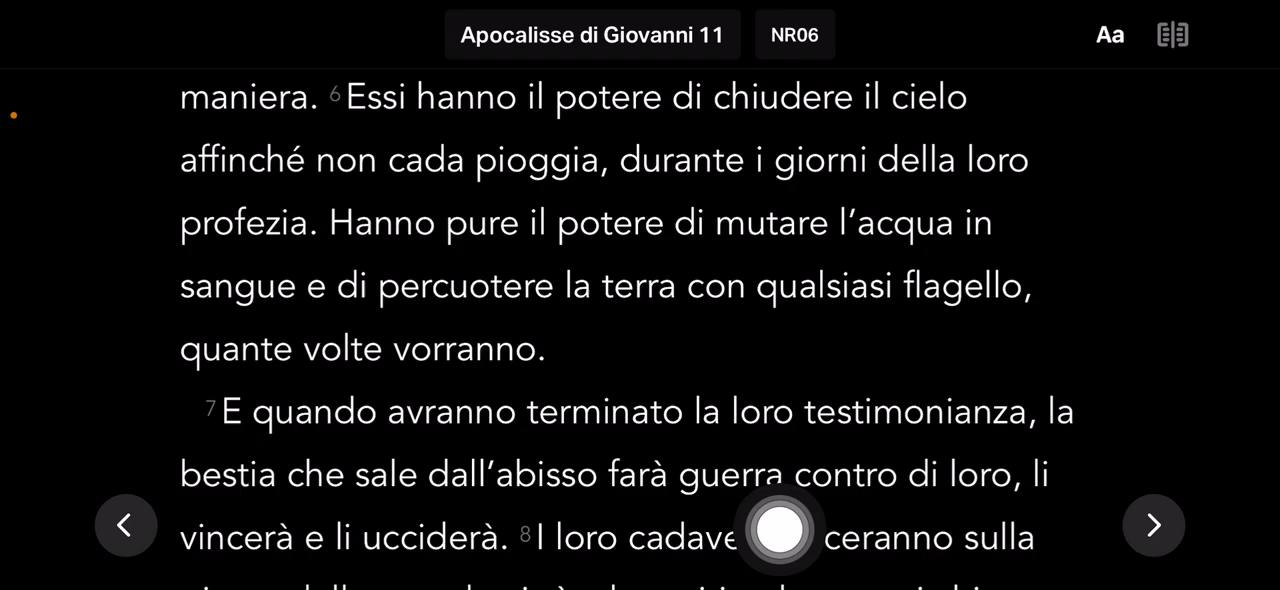 Apocalisse di Giovanni 11 NR06 Aa
maniera. 6 Essi hanno il potere di chiudere il cielo
affinché non cada pioggia, durante i giorni della loro
profezia. Hanno pure il potere di mutare l’acqua in
sangue e di percuotere la terra con qualsiasi flagello,
quante volte vorranno.
7 E quando avranno terminato la loro testimonianza, la
bestia che sale dall’abisso farà guerra contro di loro, li
vincerà e li ucciderà. 8 I loro sulla